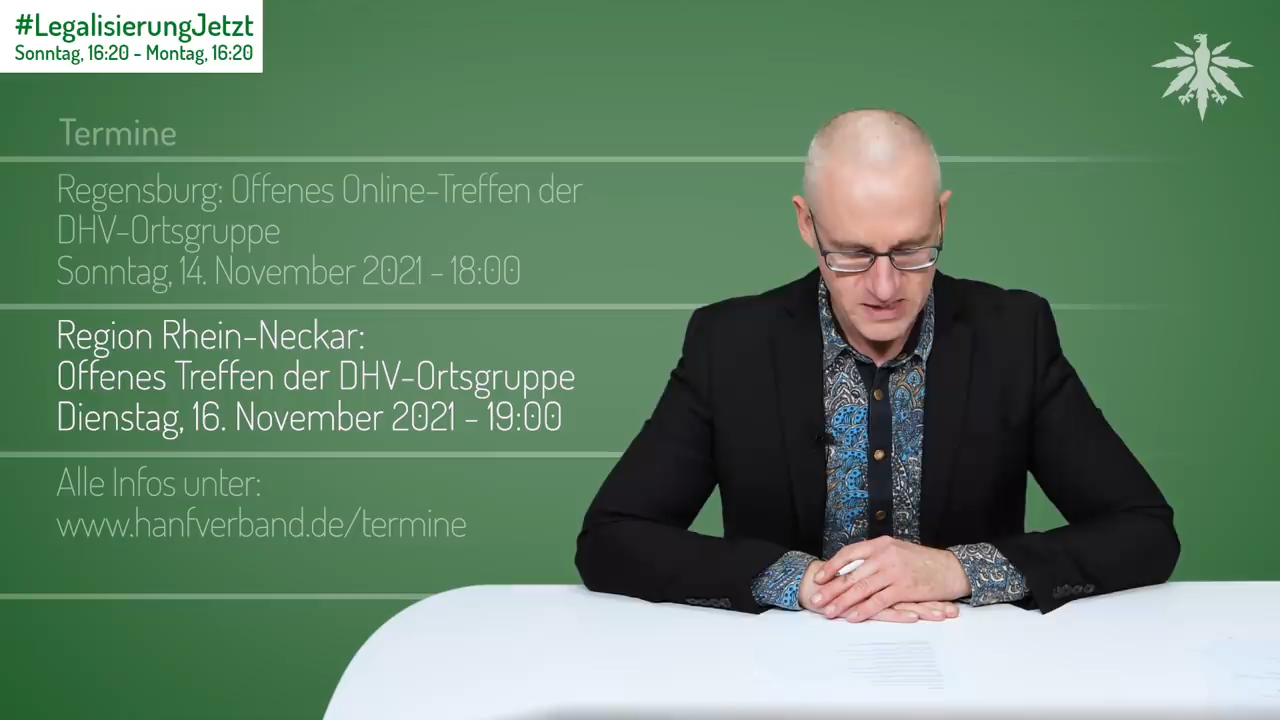 #LegalisierungJetzt
Sonntag, 16:20 - Montag, 16:20
Termine
Regensburg: Offenes Online-Treffen der
DHV-Ortsgruppe
Sonntag, 14. November 2021 - 18:00
Region Rhein-Neckar:
Offenes Treffen der DHV-Ortsgruppe
Dienstag, 16. November 2021 - 19:00
Alle Infos unter:
www.hanfverband.de/termine